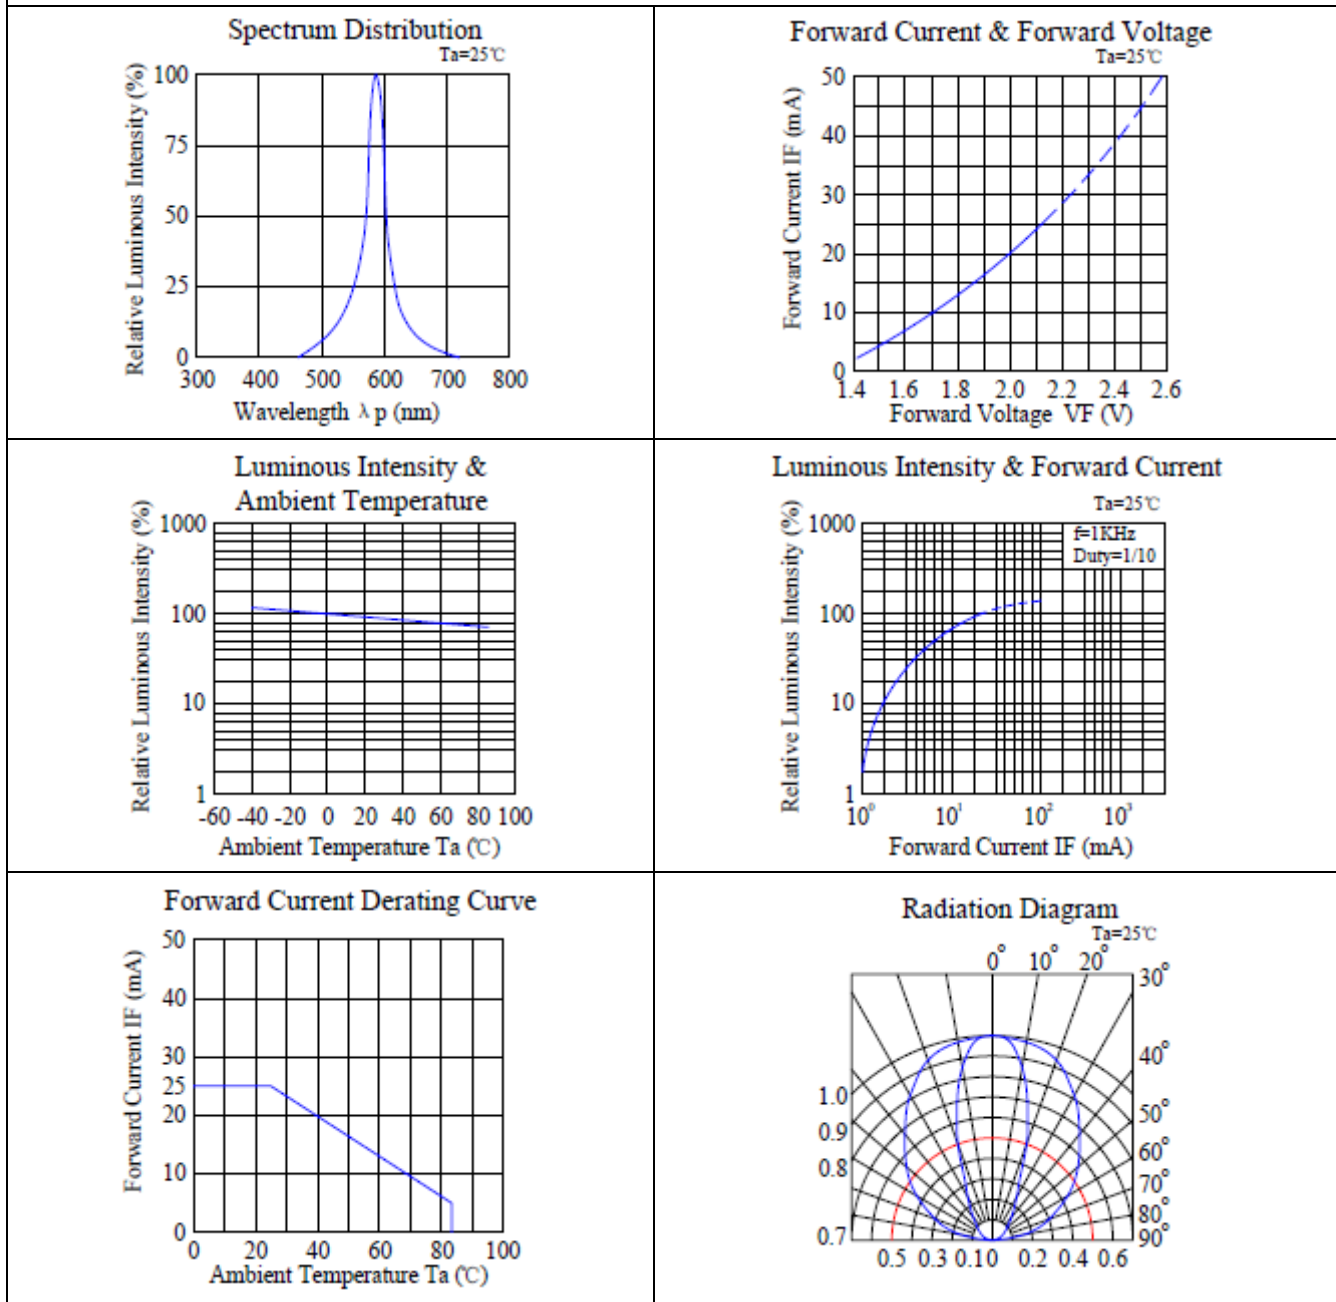 Spectrum Distribution
Ta=25℃
Relative Luminous Intensity (%)
100
75
50
25
0
300 400 500 600 700 800
Wavelength λ p (nm)
Forward Current & Forward Voltage
Ta=25℃
Forward Current IF (mA)
50
40
30
20
10
0
1.4 1.6 1.8 2.0 2.2 2.4 2.6
Forward Voltage VF (V)
Luminous Intensity &
Ambient Temperature
Relative Luminous Intensity (%)
1000
100
10
1
-60 -40 -20 0 20 40 60 80 100
Ambient Temperature Ta (℃)
Luminous Intensity & Forward Current
Ta=25℃
f=1KHz
Duty=1/10
Relative Luminous Intensity (%)
1000
100
10
1
10⁰ 10¹ 10² 10³
Forward Current IF (mA)
Forward Current Derating Curve
Forward Current IF (mA)
50
40
30
25
20
10
0
0 20 40 60 80 100
Ambient Temperature Ta (℃)
Radiation Diagram
Ta=25℃
0° 10° 20°
30°
40°
50°
60°
70°
80°
90°
1.0
0.9
0.8
0.7
0.5 0.3 0.1 0 0.2 0.4 0.6